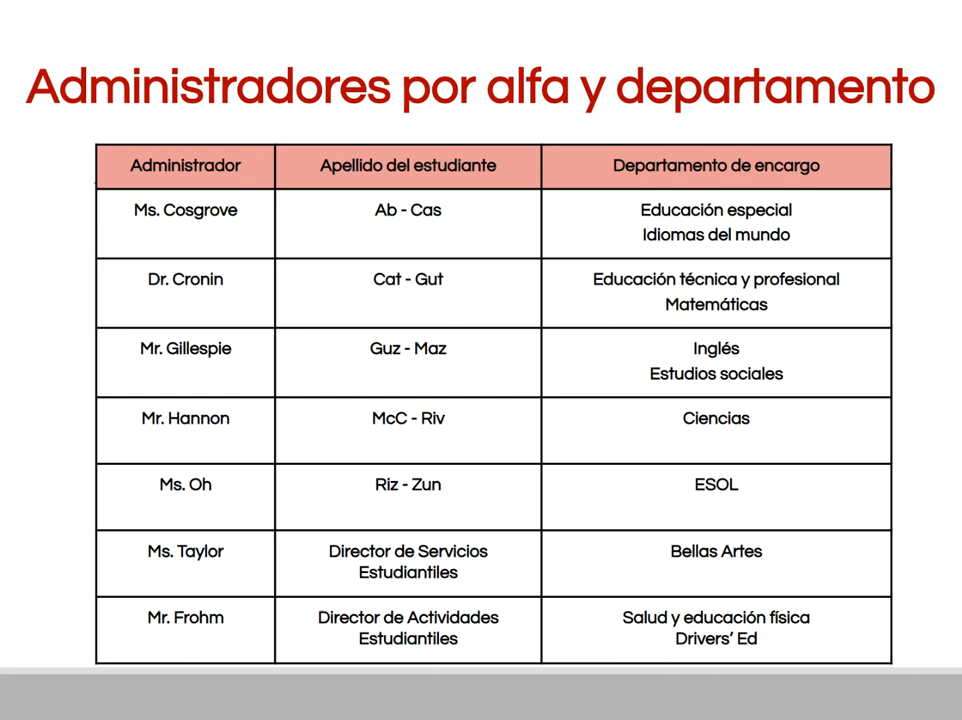 Administradores por alfa y departamento
Administrador Apellido del estudiante Departamento de encargo
Ms. Cosgrove Ab - Cas Educación especial
Idiomas del mundo
Dr. Cronin Cat - Gut Educación técnica y profesional
Matemáticas
Mr. Gillespie Guz - Maz Inglés
Estudios sociales
Mr. Hannon McC - Riv Ciencias
Ms. Oh Riz - Zun ESOL
Ms. Taylor Director de Servicios Bellas Artes
Estudiantiles
Mr. Frohm Director de Actividades Salud y educación física
Estudiantiles Drivers’ Ed